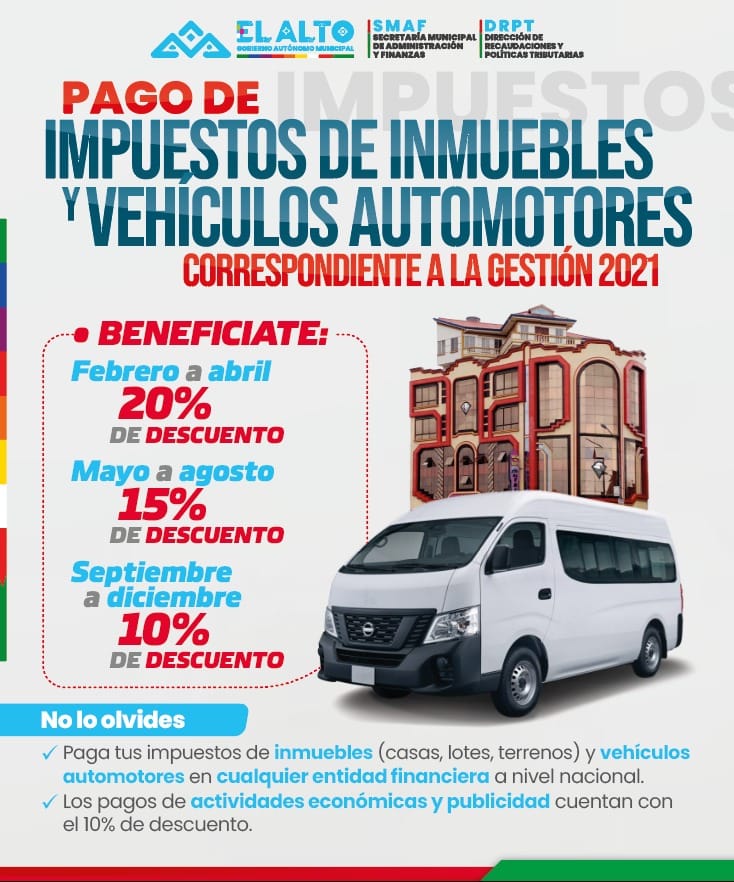 EL ALTO
GOBIERNO AUTÓNOMO MUNICIPAL
SMAF
SECRETARÍA MUNICIPAL
DE ADMINISTRACIÓN
Y FINANZAS
DRPT
DIRECCIÓN DE
RECAUDACIONES Y
POLÍTICAS TRIBUTARIAS
IMPUESTOS
PAGO DE
IMPUESTOS DE INMUEBLES
Y VEHÍCULOS AUTOMOTORES
CORRESPONDIENTE A LA GESTIÓN 2021
• BENEFICIATE:
Febrero a abril
20%
DE DESCUENTO
Mayo a agosto
15%
DE DESCUENTO
Septiembre
a diciembre
10%
DE DESCUENTO
No lo olvides
✓ Paga tus impuestos de inmuebles (casas, lotes, terrenos) y vehículos
automotores en cualquier entidad financiera a nivel nacional.
✓ Los pagos de actividades económicas y publicidad cuentan con
el 10% de descuento.